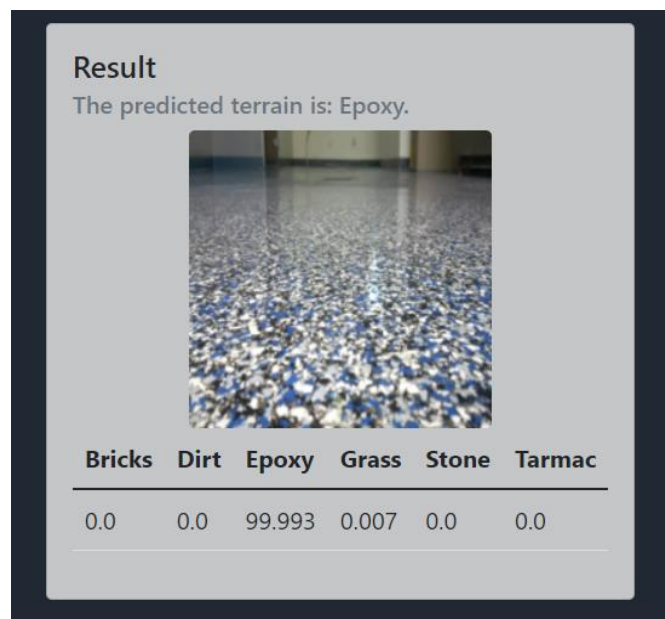 Result
The predicted terrain is: Epoxy.
Bricks Dirt Epoxy Grass Stone Tarmac
0.0 0.0 99.993 0.007 0.0 0.0